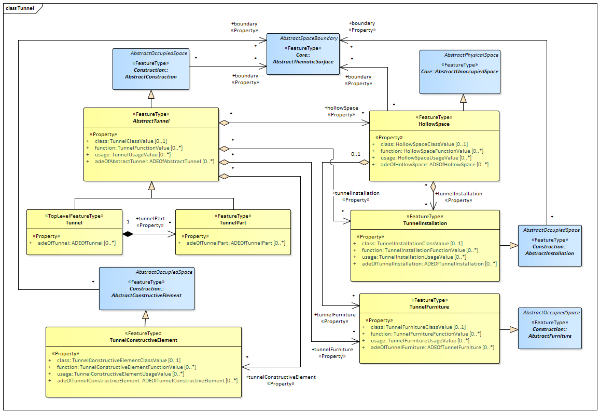 class Tunnel
+boundary
«Property»
+boundary
«Property»
AbstractSpaceBoundary
«FeatureType»
Core::
AbstractThematicSurface
AbstractOccupiedSpace
«FeatureType»
Construction::
AbstractConstruction
+boundary
«Property»
+boundary
«Property»
AbstractPhysicalSpace
«FeatureType»
Core::AbstractUnoccupiedSpace
«FeatureType»
AbstractTunnel
«Property»
+ class: TunnelClassValue [0..1]
+ function: TunnelFunctionValue [0..*]
+ usage: TunnelUsageValue [0..*]
+ adeOfAbstractTunnel: ADEOfAbstractTunnel [0..*]
+hollowSpace
«Property»
«FeatureType»
HollowSpace
«Property»
+ class: HollowSpaceClassValue [0..1]
+ function: HollowSpaceFunctionValue [0..*]
+ usage: HollowSpaceUsageValue [0..*]
+ adeOfHollowSpace: ADEOfHollowSpace [0..*]
0..1
+tunnelInstallation
«Property»
+tunnelInstallation
«Property»
«TopLevelFeatureType»
Tunnel
«Property»
+ adeOfTunnel: ADEOfTunnel [0..*]
1
+tunnelPart
«Property»
*
«FeatureType»
TunnelPart
«Property»
+ adeOfTunnelPart: ADEOfTunnelPart [0..*]
«FeatureType»
TunnelInstallation
«Property»
+ class: TunnelInstallationClassValue [0..1]
+ function: TunnelInstallationFunctionValue [0..*]
+ usage: TunnelInstallationUsageValue [0..*]
+ adeOfTunnelInstallation: ADEOfTunnelInstallation [0..*]
AbstractOccupiedSpace
«FeatureType»
Construction::
AbstractInstallation
AbstractOccupiedSpace
«FeatureType»
Construction::
AbstractConstructiveElement
«FeatureType»
TunnelFurniture
«Property»
+ class: TunnelFurnitureClassValue [0..1]
+ function: TunnelFurnitureFunctionValue [0..*]
+ usage: TunnelFurnitureUsageValue [0..*]
+ adeOfTunnelFurniture: ADEOfTunnelFurniture [0..*]
AbstractOccupiedSpace
«FeatureType»
Construction::
AbstractFurniture
+tunnelFurniture
«Property»
+tunnelFurniture
«Property»
«FeatureType»
TunnelConstructiveElement
«Property»
+ class: TunnelConstructiveElementClassValue [0..1]
+ function: TunnelConstructiveElementFunctionValue [0..*]
+ usage: TunnelConstructiveElementUsageValue [0..*]
+ adeOfTunnelConstructiveElement: ADEOfTunnelConstructiveElement [0..*]
+tunnelConstructiveElement
«Property»